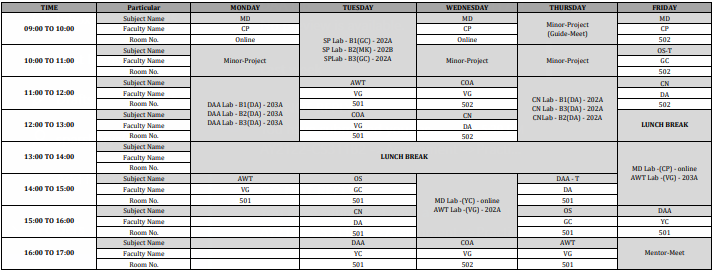 TIME Particular MONDAY TUESDAY WEDNESDAY THURSDAY FRIDAY
09:00 TO 10:00
Subject Name MD MD MD
Faculty Name CP CP CP
Room No. Online Online 502
SP Lab - B1(GC) - 202A
SP Lab - B2(MK) - 202B
SPLab - B3(GC) - 202A
Minor-Project
(Guide-Meet)
10:00 TO 11:00
Subject Name OS-T
Faculty Name Minor-Project Minor-Project Minor-Project GC
Room No. 502
11:00 TO 12:00
Subject Name AWT COA CN
Faculty Name VG VG DA
Room No. 501 502 502
DAA Lab - B1(DA) - 203A
DAA Lab - B2(DA) - 203A
DAA Lab - B3(DA) - 203A
CN Lab - B1(DA) - 202A
CN Lab - B3(DA) - 202A
CNLab - B2(DA) - 202A
12:00 TO 13:00
Subject Name COA CN
Faculty Name VG DA LUNCH BREAK
Room No. 501 502
13:00 TO 14:00
Subject Name
Faculty Name LUNCH BREAK
Room No.
MD Lab -(CP) - online
AWT Lab -(VG) - 203A
14:00 TO 15:00
Subject Name AWT OS DAA - T
Faculty Name VG GC DA
Room No. 501 501 501
MD Lab -(YC) - online
AWT Lab -(VG) - 202A
15:00 TO 16:00
Subject Name CN OS DAA
Faculty Name DA GC YC
Room No. 501 501 501
16:00 TO 17:00
Subject Name DAA COA AWT
Faculty Name YC VG VG Mentor-Meet
Room No. 501 502 501